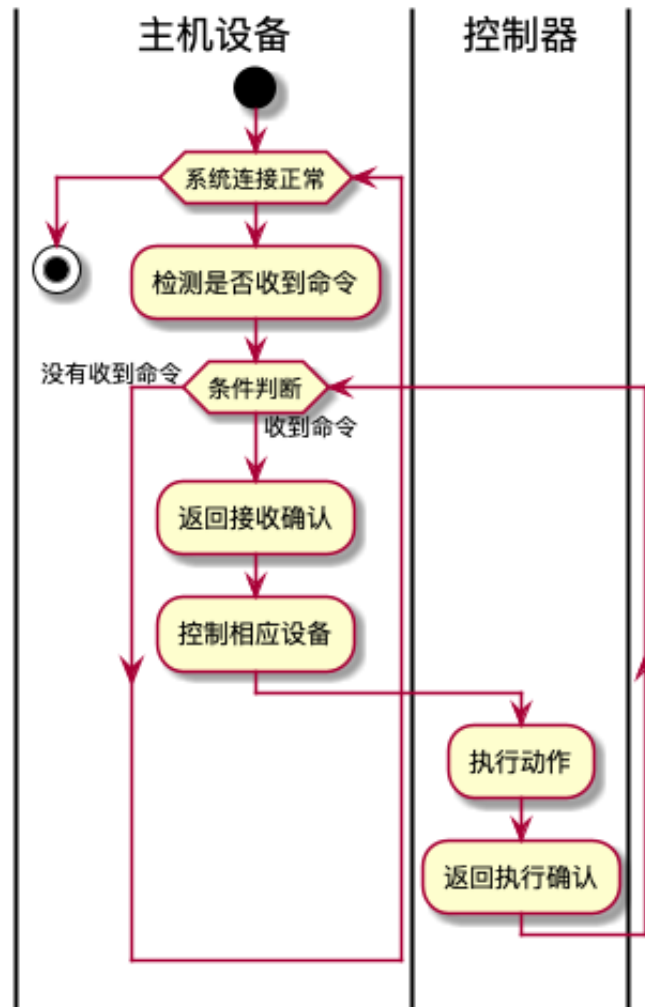 主机设备
控制器
系统连接正常
检测是否收到命令
没有收到命令
条件判断
收到命令
返回接收确认
控制相应设备
执行动作
返回执行确认